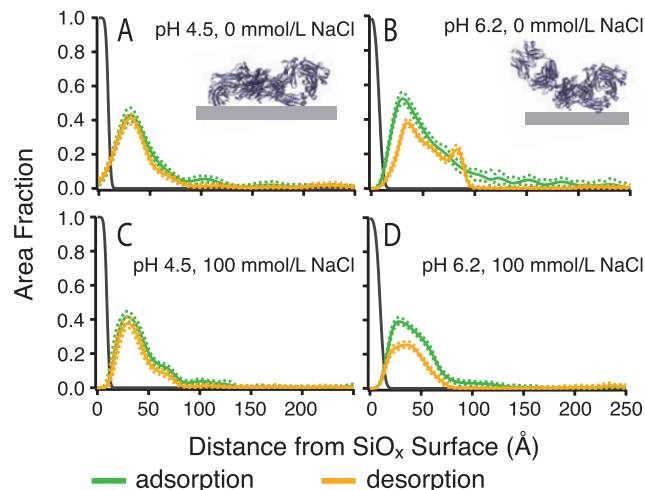 A
pH 4.5, 0 mmol/L NaCl
B
pH 6.2, 0 mmol/L NaCl
1.0
0.8
0.6
0.4
0.2
0.0
C
pH 4.5, 100 mmol/L NaCl
D
pH 6.2, 100 mmol/L NaCl
1.0
0.8
0.6
0.4
0.2
0.0
0 50 100 200
0 50 100 150 200 250
Area Fraction
Distance from SiOₓ Surface (Å)
adsorption desorption